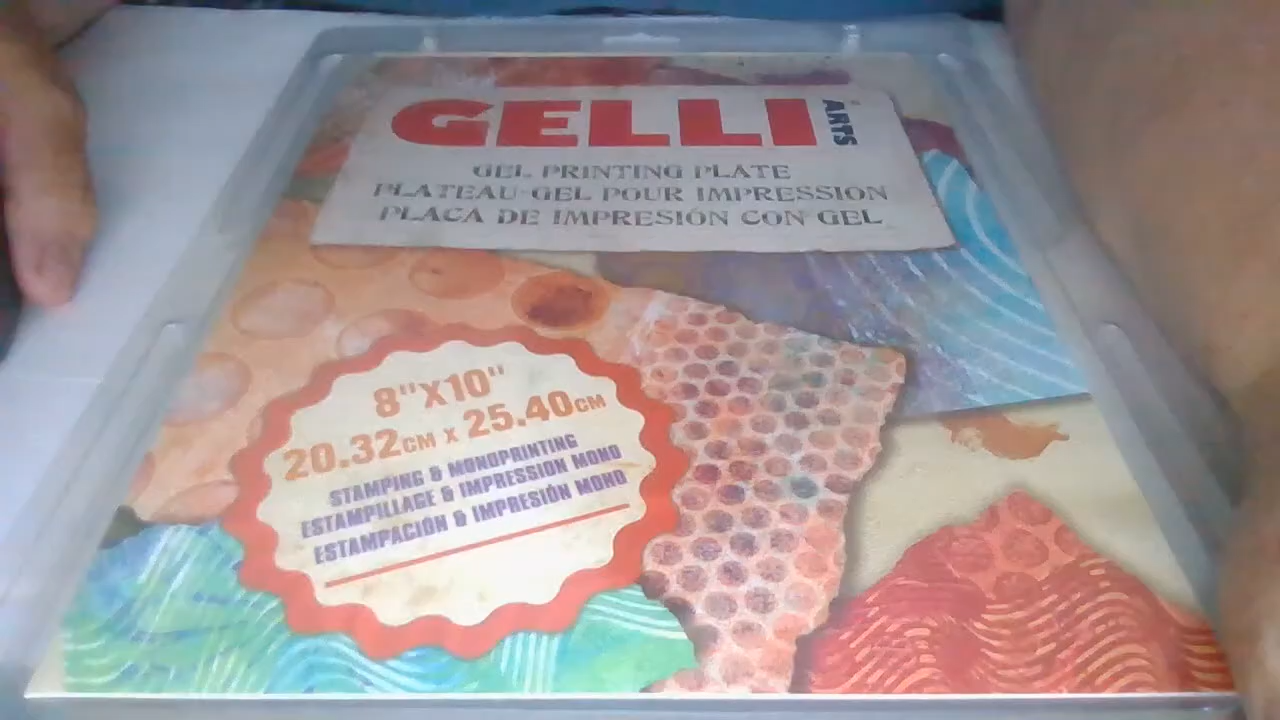 GELLI ARTS
GEL PRINTING PLATE
PLATEAU-GEL POUR IMPRESSION
PLACA DE IMPRESIÓN CON GEL
8"X10"
20.32CM X 25.40CM
STAMPING & MONOPRINTING
ESTAMPILLAGE & IMPRESSION MONO
ESTAMPACIÓN & IMPRESIÓN MONO